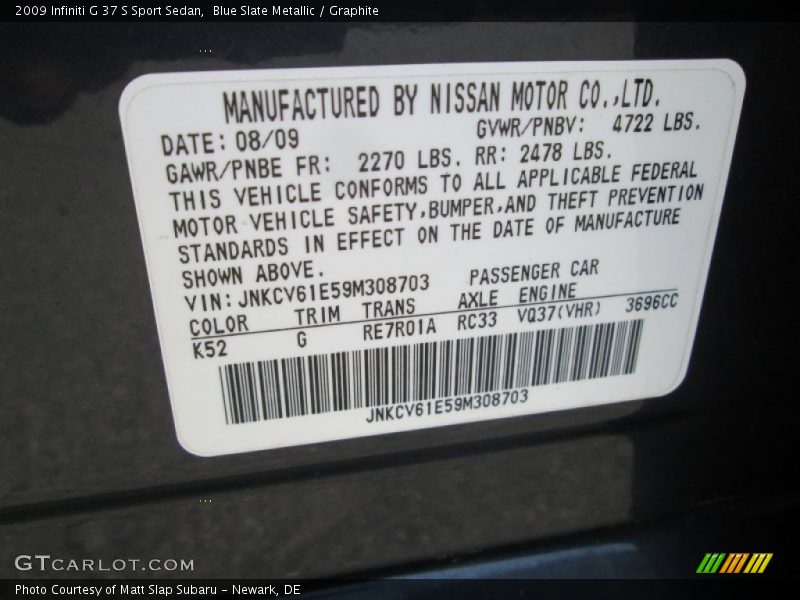 2009 Infiniti G 37 S Sport Sedan,  Blue Slate Metallic / Graphite
MANUFACTURED BY NISSAN MOTOR CO.,LTD.
DATE: 08/09 GVWR/PNBV: 4722 LBS.
GAWR/PNBE FR: 2270 LBS. RR: 2478 LBS.
THIS VEHICLE CONFORMS TO ALL APPLICABLE FEDERAL
MOTOR VEHICLE SAFETY,BUMPER,AND THEFT PREVENTION
STANDARDS IN EFFECT ON THE DATE OF MANUFACTURE
SHOWN ABOVE.
VIN: JNKCV61E59M308703 PASSENGER CAR
COLOR TRIM TRANS AXLE ENGINE
K52 G RE7R01A RC33 VQ37(VHR) 3696CC
JNKCV61E59M308703
GTCARLOT.COM
Photo Courtesy of Matt Slap Subaru - Newark, DE